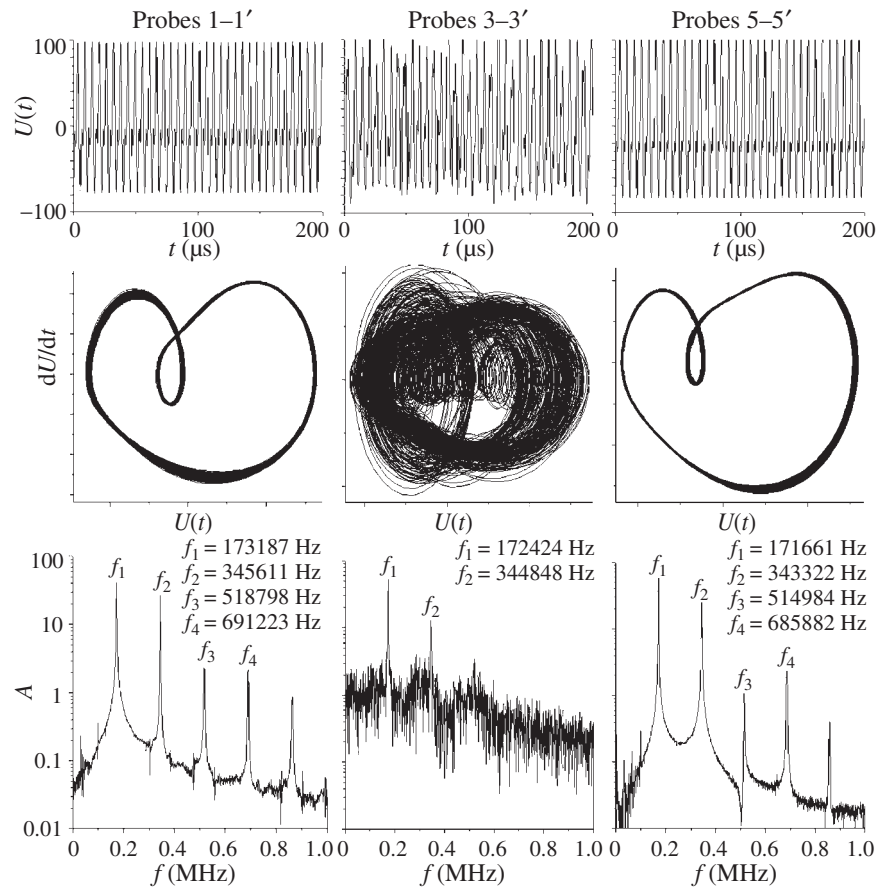 Probes 1–1′ Probes 3–3′ Probes 5–5′
U(t)
100
0
−100
0 100 200 0 100 200 0 100 200
t (μs) t (μs) t (μs)
dU/dt
U(t) U(t) U(t)
f1 = 173187 Hz
f2 = 345611 Hz
f3 = 518798 Hz
f4 = 691223 Hz
f1 = 172424 Hz
f2 = 344848 Hz
f1 = 171661 Hz
f2 = 343322 Hz
f3 = 514984 Hz
f4 = 685882 Hz
f1 f2 f3 f4
f1 f2
f1 f2 f3 f4
A
100
10
1
0.1
0.01
0 0.2 0.4 0.6 0.8 1.0 0 0.2 0.4 0.6 0.8 1.0 0 0.2 0.4 0.6 0.8 1.0
f (MHz) f (MHz) f (MHz)